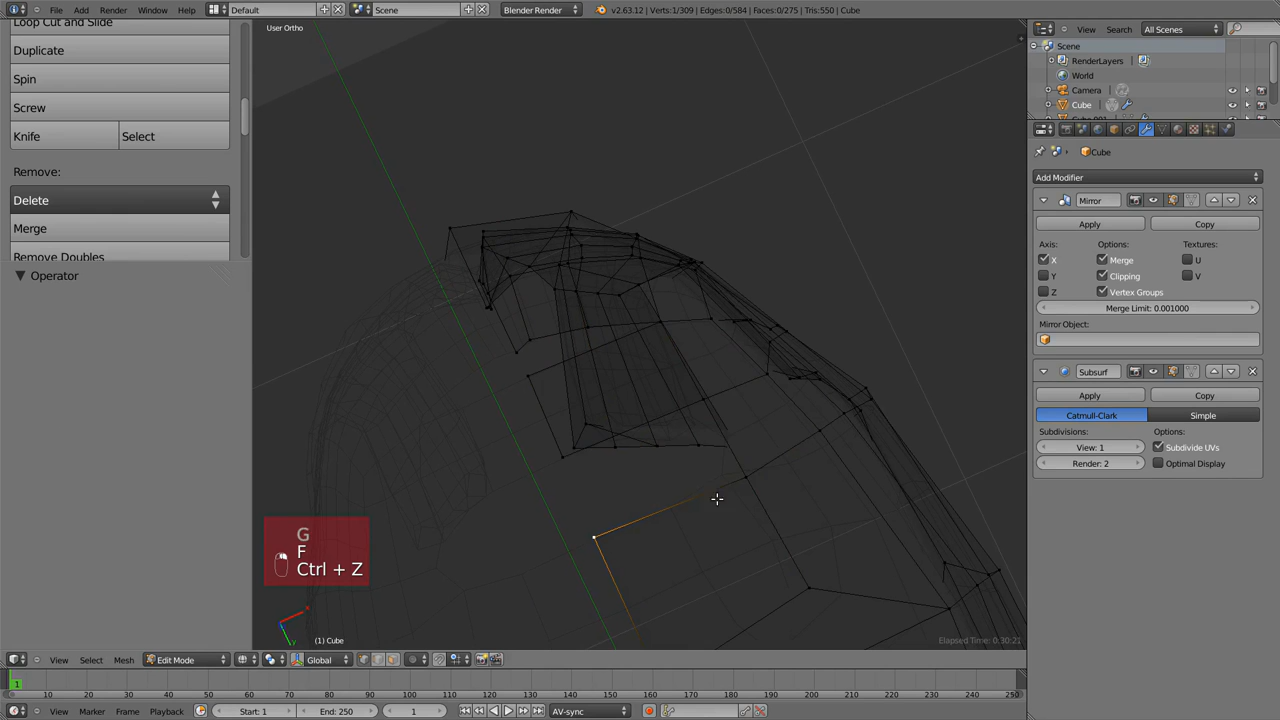 File Add Render Window Help Default Scene Blender Render v2.63.12 | Verts:1/309 | Edges:0/584 | Faces:0/275 | Tris:550 | Cube
Loop Cut and Slide
Duplicate
Spin
Screw
Knife Select
Remove:
Delete
Merge
Remove Doubles
Operator
User Ortho
G
F
Ctrl + Z
x
y
(1) Cube
Elapsed Time: 0:30:21
View Search All Scenes
Scene
RenderLayers
World
Camera
Cube
Cube
Add Modifier
Mirror
Apply Copy
Axis: Options: Textures:
X Merge U
Y Clipping V
Z Vertex Groups
Merge Limit: 0.001000
Mirror Object:
Subsurf
Apply Copy
Catmull-Clark Simple
Subdivisions: Options:
View: 1 Subdivide UVs
Render: 2 Optimal Display
View Select Mesh Edit Mode Global
1
0 10 20 30 40 50 60 70 80 90 100 110 120 130 140 150 160 170 180 190 200 210 220 230 240 250
View Marker Frame Playback Start: 1 End: 250 1 AV-sync